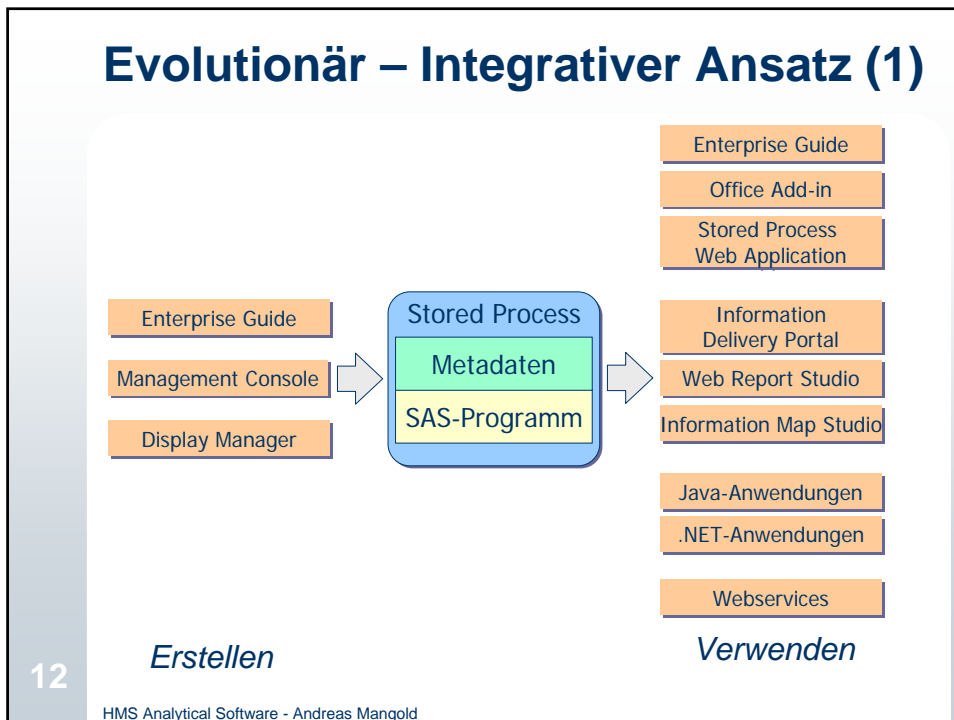 Evolutionär – Integrativer Ansatz (1)
Enterprise Guide
Management Console
Display Manager
Stored Process
Metadaten
SAS-Programm
Enterprise Guide
Office Add-in
Stored Process
Web Application
Information
Delivery Portal
Web Report Studio
Information Map Studio
Java-Anwendungen
.NET-Anwendungen
Webservices
Erstellen
Verwenden
12
HMS Analytical Software - Andreas Mangold